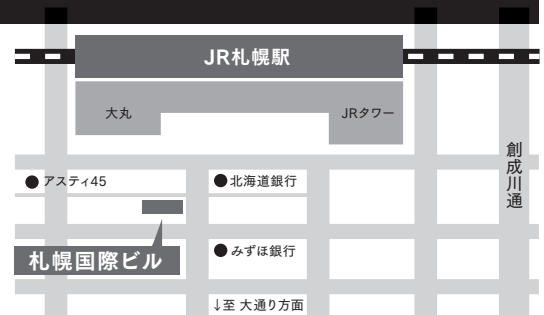 JR札幌駅
大丸
JRタワー
創成川通
●アスティ45
●北海道銀行
札幌国際ビル
●みずほ銀行
↓至 大通り方面